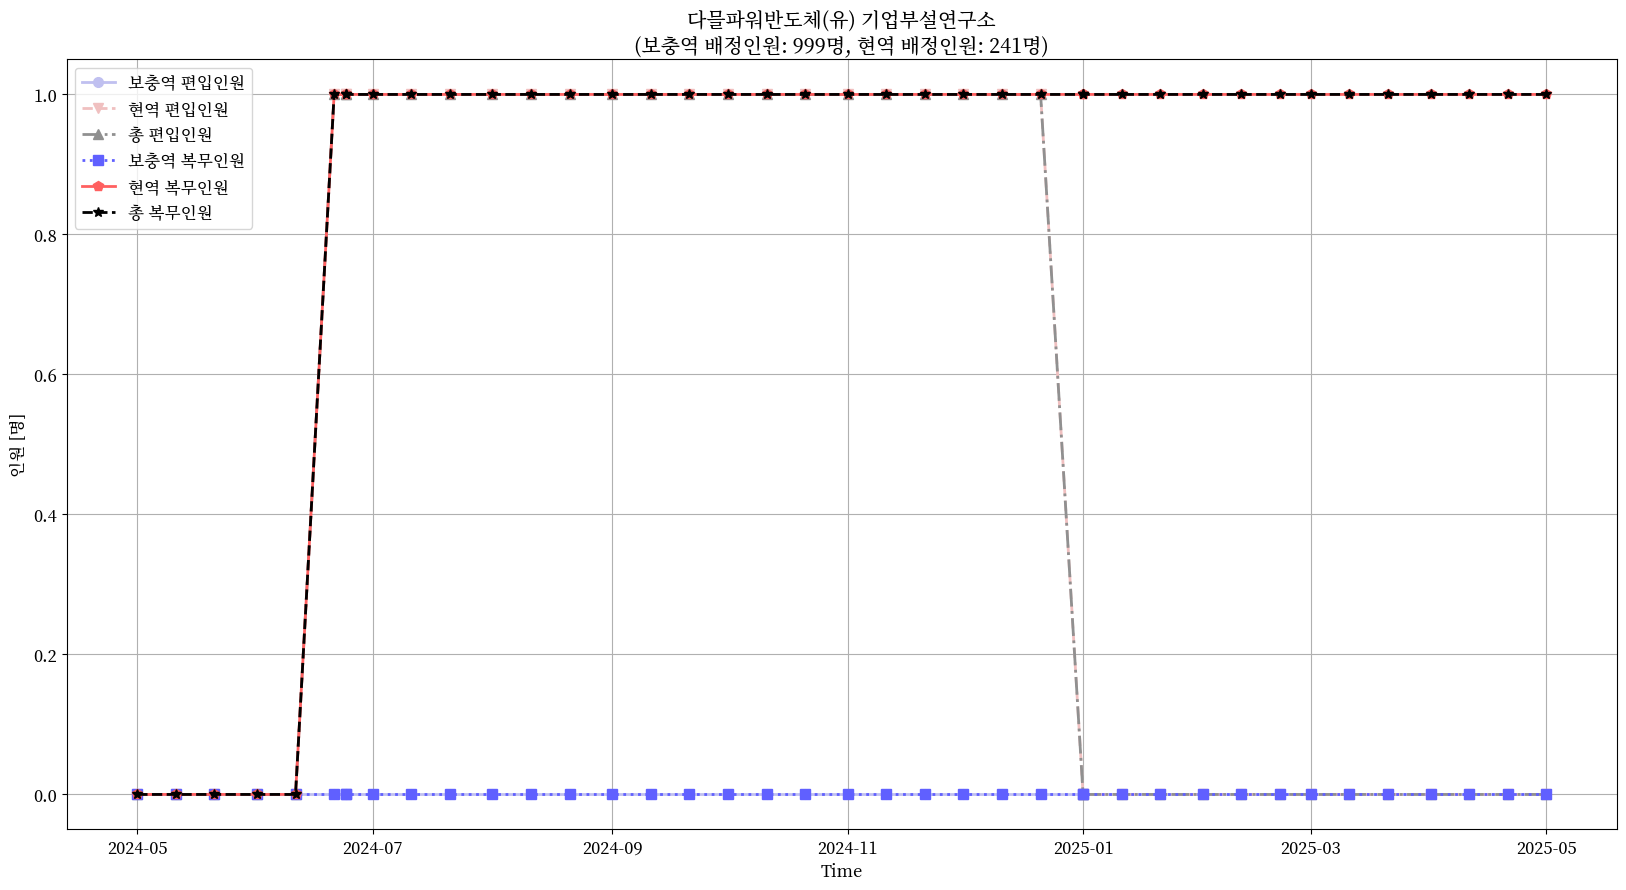 다믈파워반도체(유) 기업부설연구소
(보충역 배정인원: 999명, 현역 배정인원: 241명)
보충역 편입인원
현역 편입인원
총 편입인원
보충역 복무인원
현역 복무인원
총 복무인원
1.0
0.8
0.6
0.4
0.2
0.0
인원 [명]
2024-05
2024-07
2024-09
2024-11
2025-01
2025-03
2025-05
Time